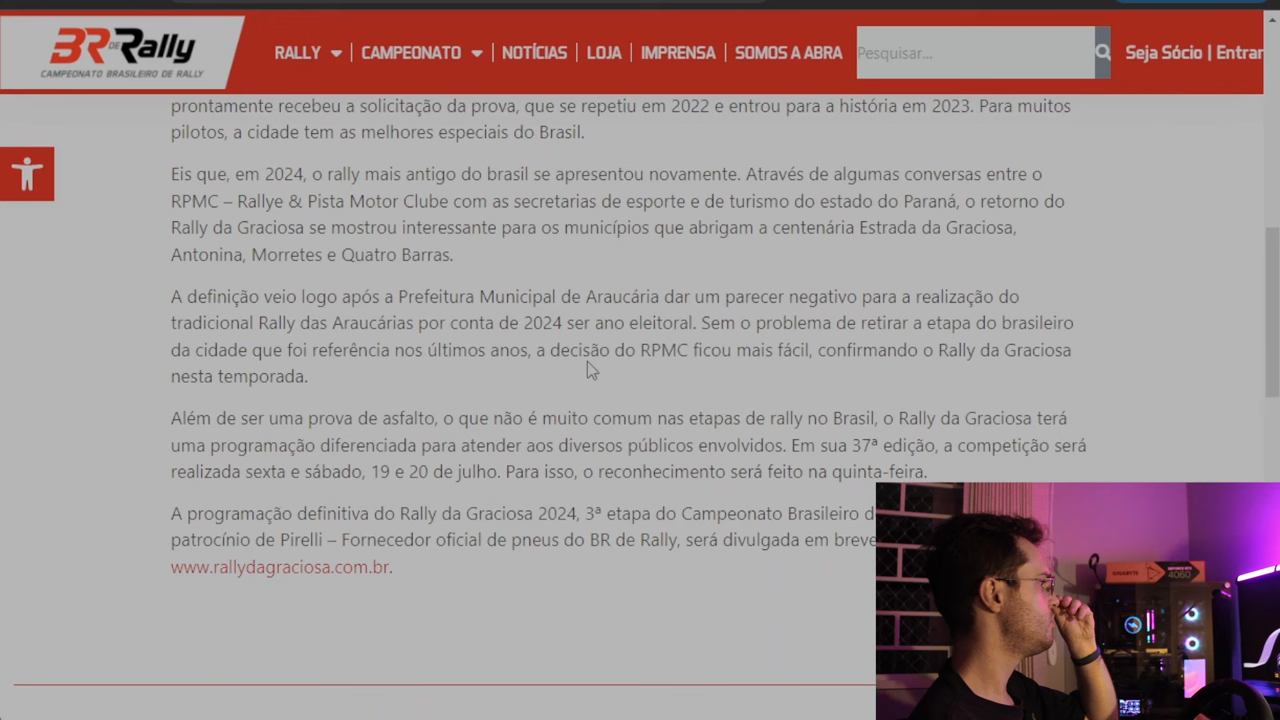 BR DE Rally
CAMPEONATO BRASILEIRO DE RALLY
RALLY
CAMPEONATO
NOTÍCIAS
LOJA
IMPRENSA
SOMOS A ABRA
Pesquisar...
Seja Sócio | Entrar
prontamente recebeu a solicitação da prova, que se repetiu em 2022 e entrou para a história em 2023. Para muitos
pilotos, a cidade tem as melhores especiais do Brasil.
Eis que, em 2024, o rally mais antigo do brasil se apresentou novamente. Através de algumas conversas entre o
RPMC – Rallye & Pista Motor Clube com as secretarias de esporte e de turismo do estado do Paraná, o retorno do
Rally da Graciosa se mostrou interessante para os municípios que abrigam a centenária Estrada da Graciosa,
Antonina, Morretes e Quatro Barras.
A definição veio logo após a Prefeitura Municipal de Araucária dar um parecer negativo para a realização do
tradicional Rally das Araucárias por conta de 2024 ser ano eleitoral. Sem o problema de retirar a etapa do brasileiro
da cidade que foi referência nos últimos anos, a decisão do RPMC ficou mais fácil, confirmando o Rally da Graciosa
nesta temporada.
Além de ser uma prova de asfalto, o que não é muito comum nas etapas de rally no Brasil, o Rally da Graciosa terá
uma programação diferenciada para atender aos diversos públicos envolvidos. Em sua 37ª edição, a competição será
realizada sexta e sábado, 19 e 20 de julho. Para isso, o reconhecimento será feito na quinta-feira.
A programação definitiva do Rally da Graciosa 2024, 3ª etapa do Campeonato Brasileiro d
patrocínio de Pirelli – Fornecedor oficial de pneus do BR de Rally, será divulgada em breve
www.rallydagraciosa.com.br.
GIGABYTE
4060